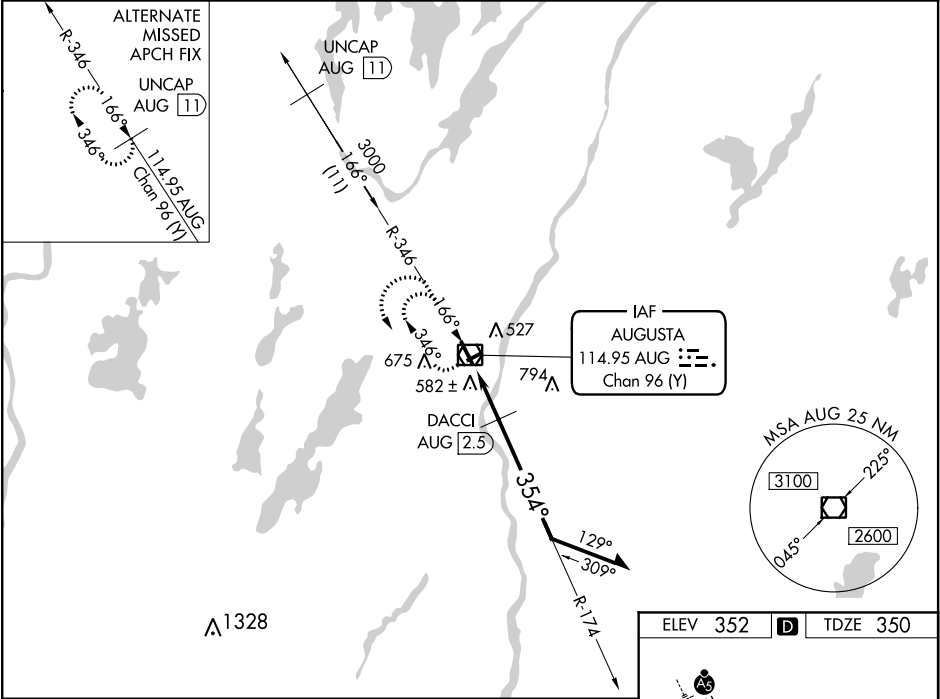 ALTERNATE
MISSED
APCH FIX
UNCAP
AUG 11
R-346
166°
346°
114.95 AUG
Chan 96 (Y)
UNCAP
AUG 11
3000
166°
(11)
R-346
166°
346°
527
675
582 ±
794
IAF
AUGUSTA
114.95 AUG
Chan 96 (Y)
DACCI
AUG 2.5
354°
129°
309°
R-174
1328
MSA AUG 25 NM
3100
225°
045°
2600
ELEV 352 D TDZE 350
A5